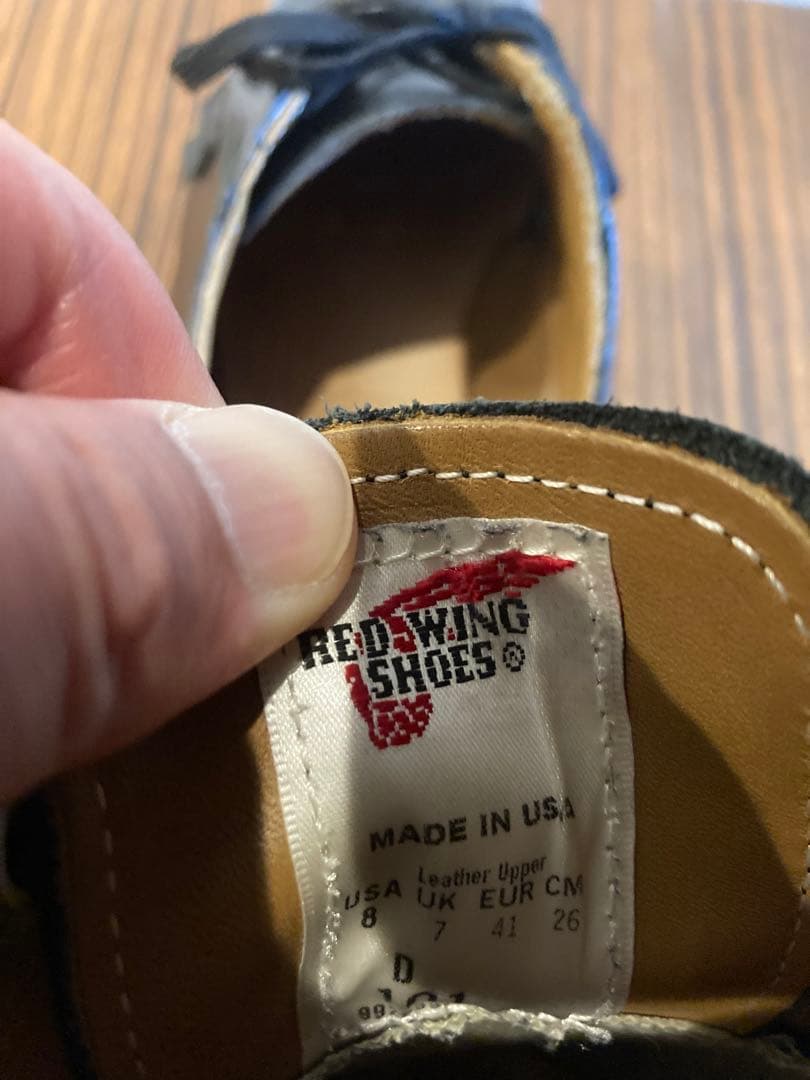 RED WING
SHOES®
MADE IN USA
Leather Upper
USA UK EUR CM
8 7 41 26
D